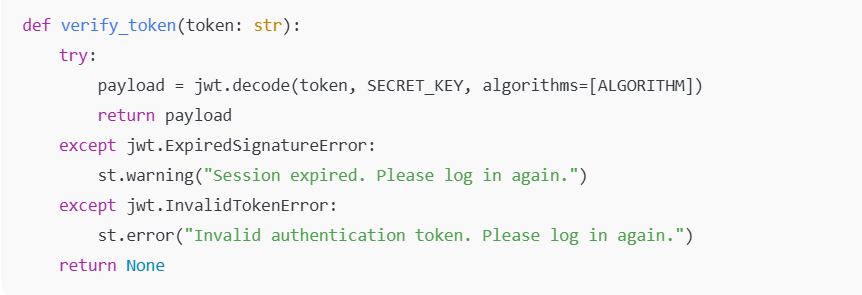 def verify_token(token: str):
    try:
        payload = jwt.decode(token, SECRET_KEY, algorithms=[ALGORITHM])
        return payload
    except jwt.ExpiredSignatureError:
        st.warning("Session expired. Please log in again.")
    except jwt.InvalidTokenError:
        st.error("Invalid authentication token. Please log in again.")
    return None